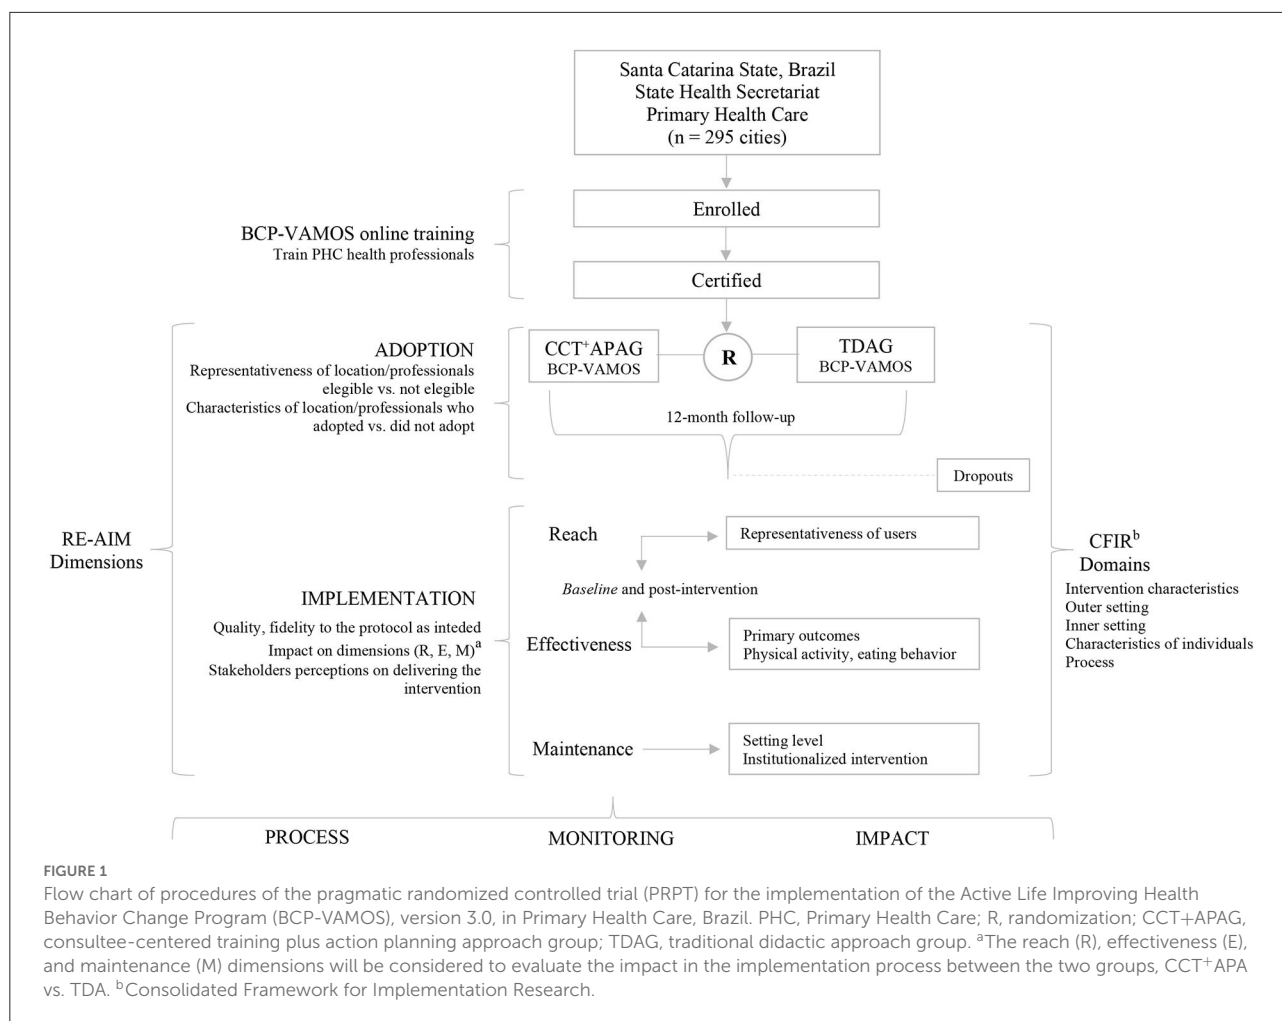 Santa Catarina State, Brazil
State Health Secretariat
Primary Health Care
(n = 295 cities)
Enrolled
BCP-VAMOS online training
Train PHC health professionals
Certified
ADOPTION
Representativeness of location/professionals
elegible vs. not elegible
Characteristics of location/professionals who
adopted vs. did not adopt
CCT⁺APAG
BCP-VAMOS
R
TDAG
BCP-VAMOS
12-month follow-up
Dropouts
RE-AIM
Dimensions
IMPLEMENTATION
Quality, fidelity to the protocol as inteded
Impact on dimensions (R, E, M)ᵃ
Stakeholders perceptions on delivering the
intervention
Reach
Representativeness of users
Baseline and post-intervention
Effectiveness
Primary outcomes
Physical activity, eating behavior
Maintenance
Setting level
Institutionalized intervention
CFIRᵇ
Domains
Intervention characteristics
Outer setting
Inner setting
Characteristics of individuals
Process
PROCESS
MONITORING
IMPACT
FIGURE 1
Flow chart of procedures of the pragmatic randomized controlled trial (PRPT) for the implementation of the Active Life Improving Health
Behavior Change Program (BCP-VAMOS), version 3.0, in Primary Health Care, Brazil. PHC, Primary Health Care; R, randomization; CCT+APAG,
consultee-centered training plus action planning approach group; TDAG, traditional didactic approach group. ᵃThe reach (R), effectiveness (E),
and maintenance (M) dimensions will be considered to evaluate the impact in the implementation process between the two groups, CCT⁺APA
vs. TDA. ᵇConsolidated Framework for Implementation Research.